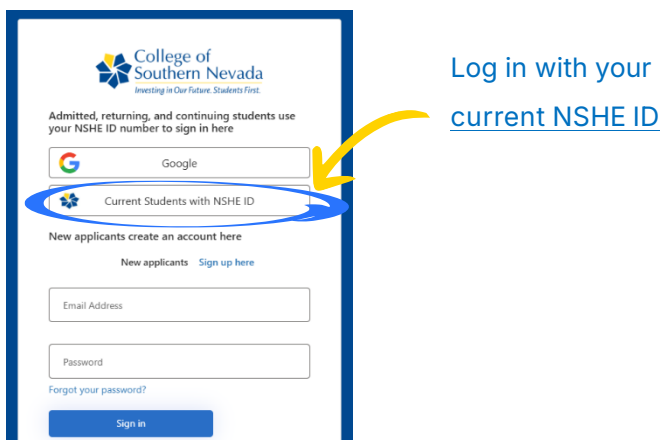 College of
Southern Nevada
Investing in Our Future. Students First.
Admitted, returning, and continuing students use
your NSHE ID number to sign in here
Google
Current Students with NSHE ID
New applicants create an account here
New applicants Sign up here
Email Address
Password
Forgot your password?
Sign in
Log in with your
current NSHE ID